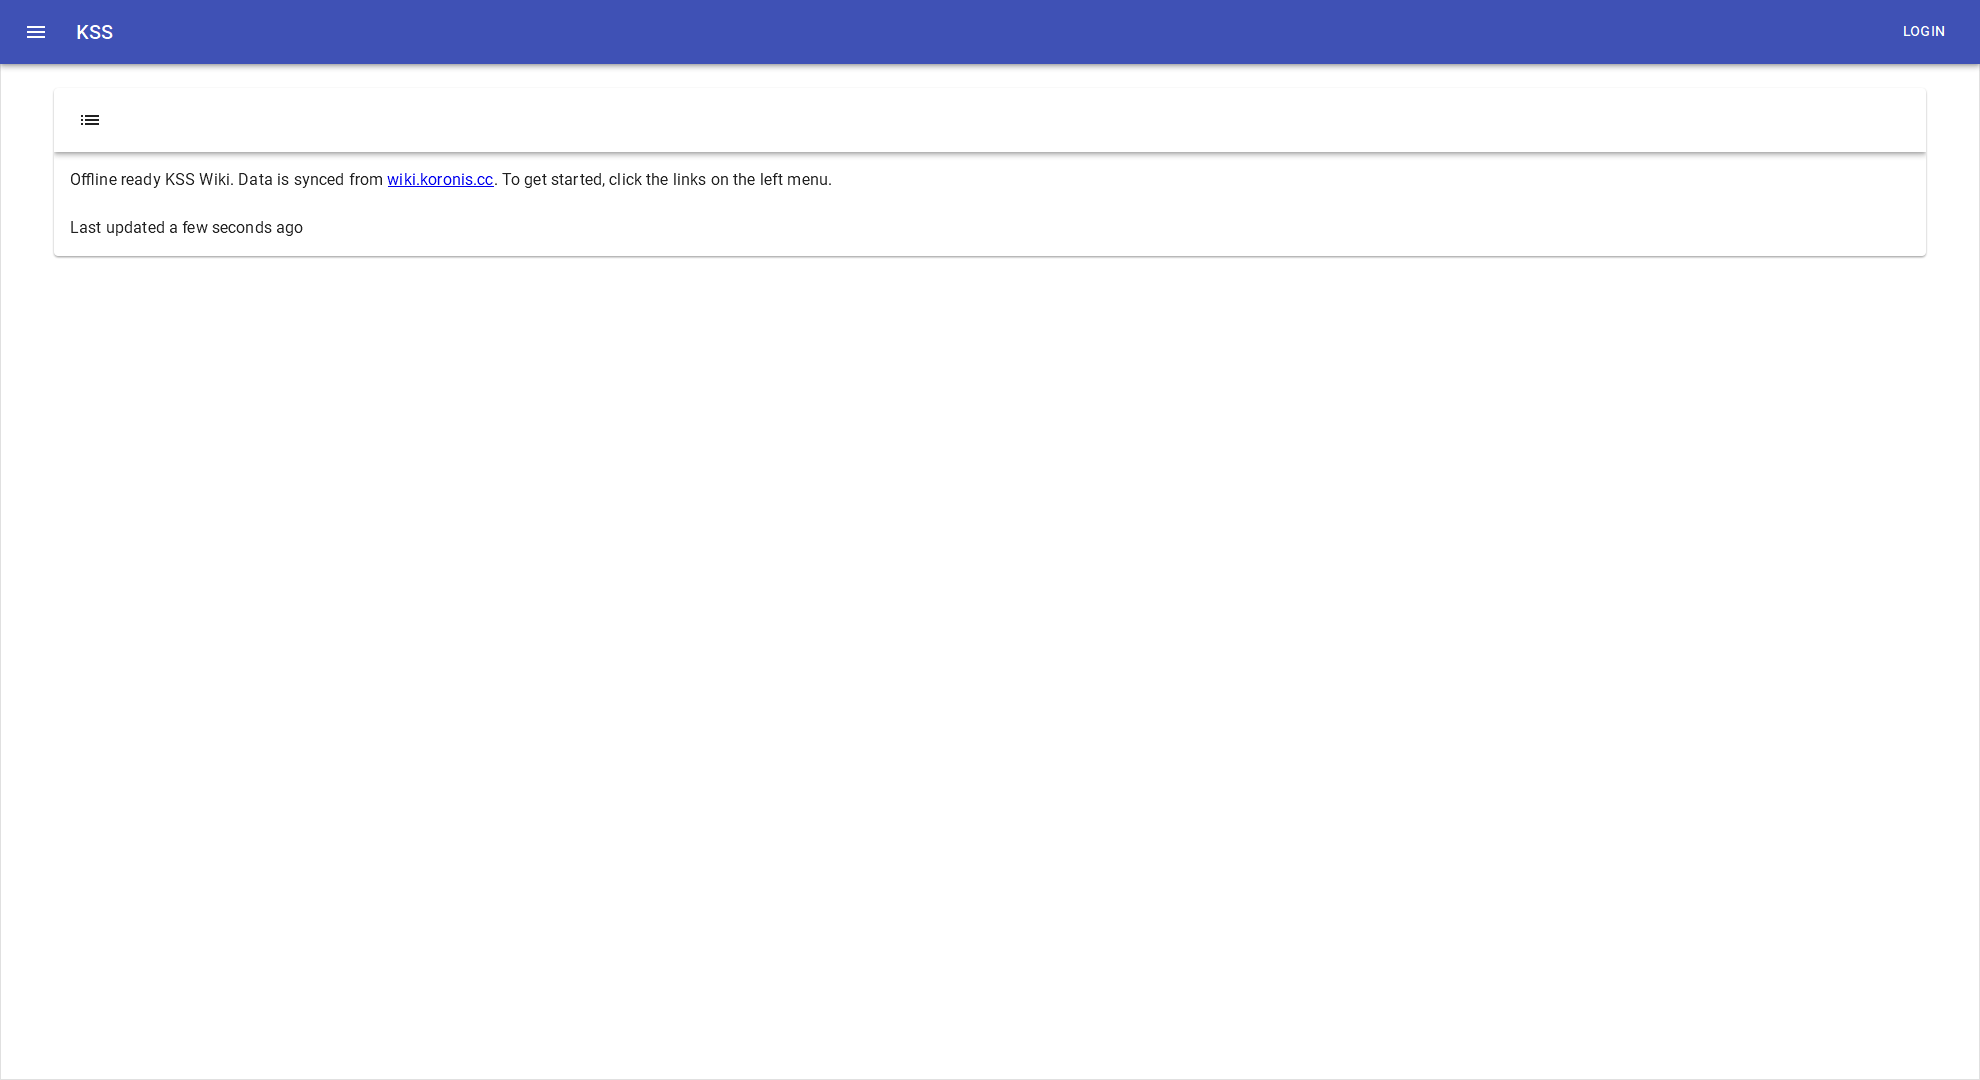 KSS
LOGIN
Offline ready KSS Wiki. Data is synced from wiki.koronis.cc. To get started, click the links on the left menu.
Last updated a few seconds ago